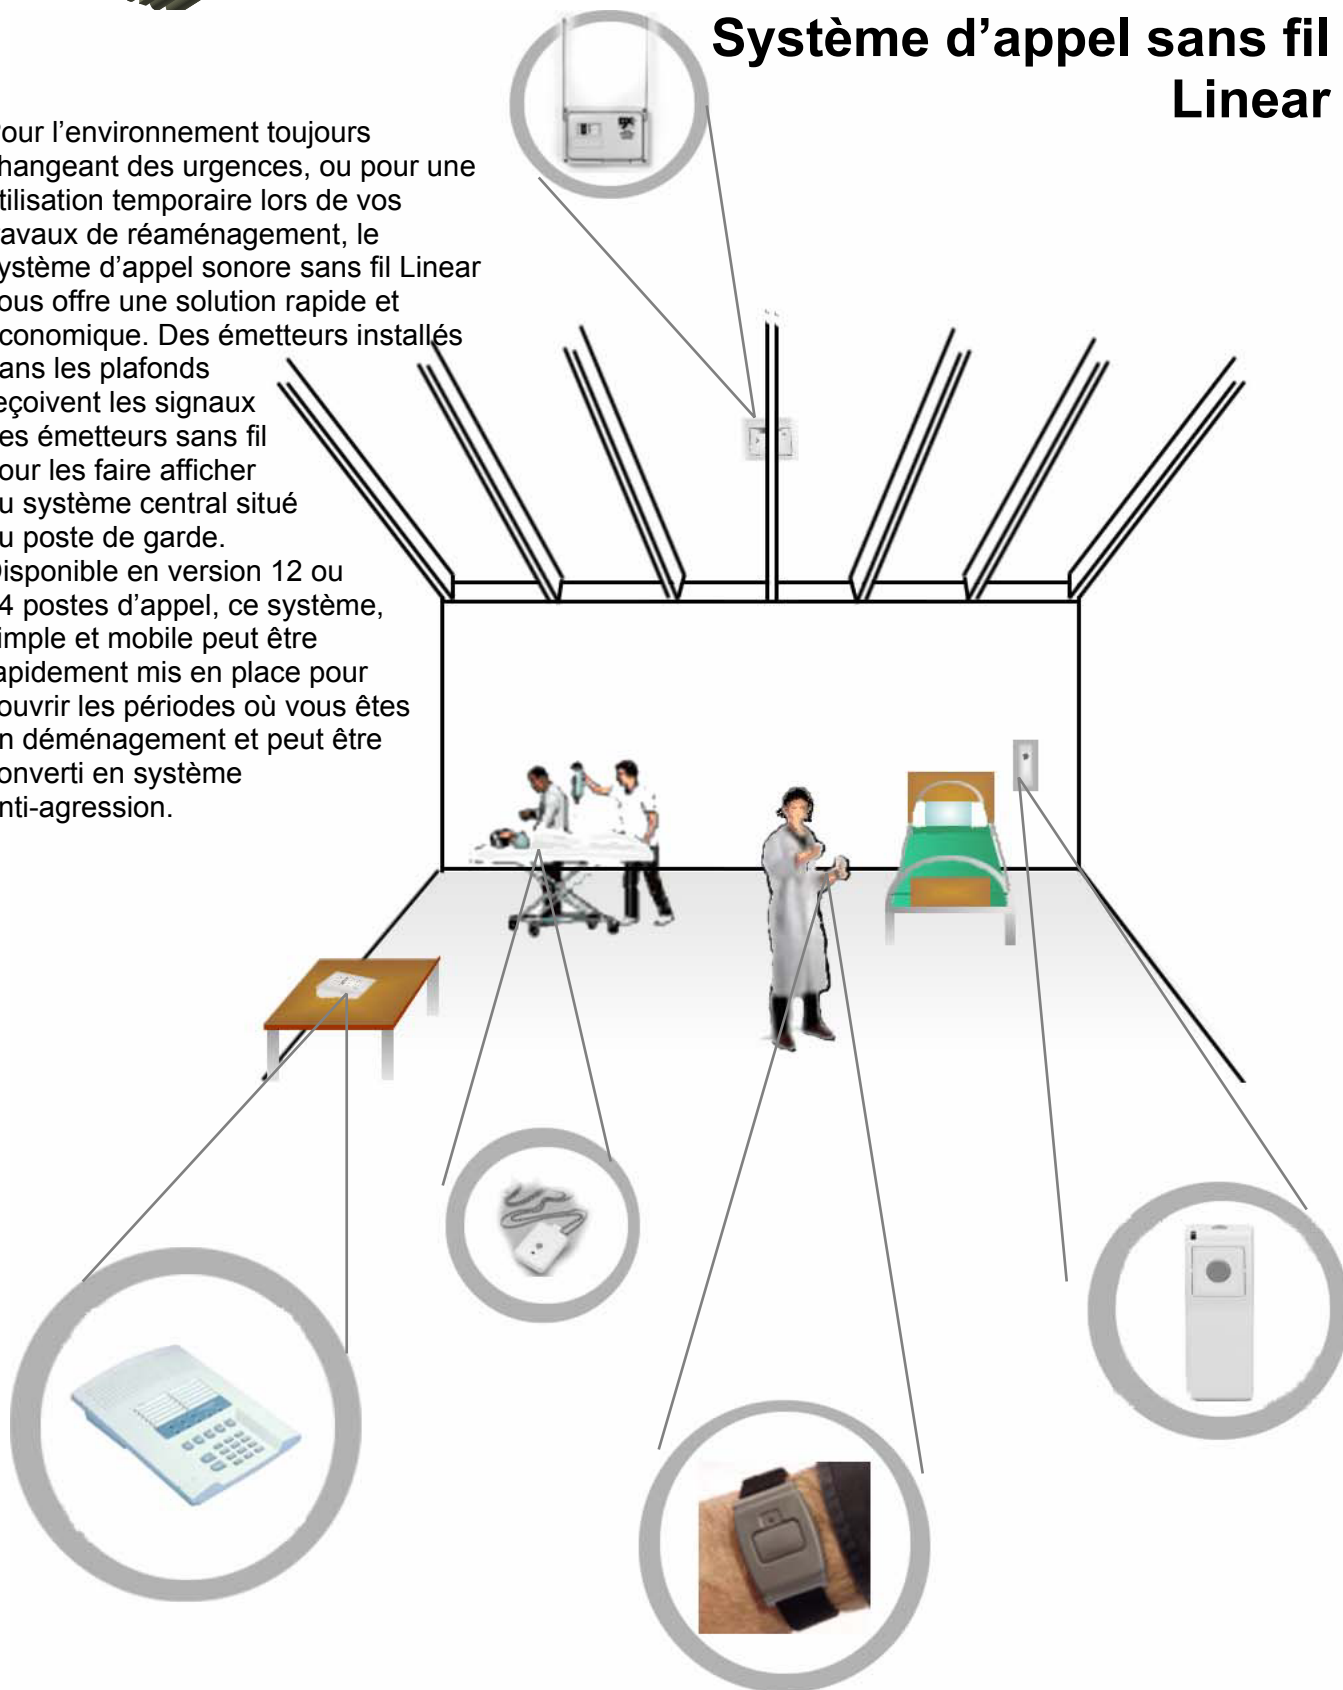 Système d’appel sans fil
Linear
our l’environnement toujours
hangeant des urgences, ou pour une
tilisation temporaire lors de vos
avaux de réaménagement, le
ystème d’appel sonore sans fil Linear
ous offre une solution rapide et
conomique. Des émetteurs installés
ans les plafonds
eçoivent les signaux
es émetteurs sans fil
our les faire afficher
u système central situé
u poste de garde.
isponible en version 12 ou
4 postes d’appel, ce système,
imple et mobile peut être
apidement mis en place pour
ouvrir les périodes où vous êtes
n déménagement et peut être
onverti en système
nti-agression.